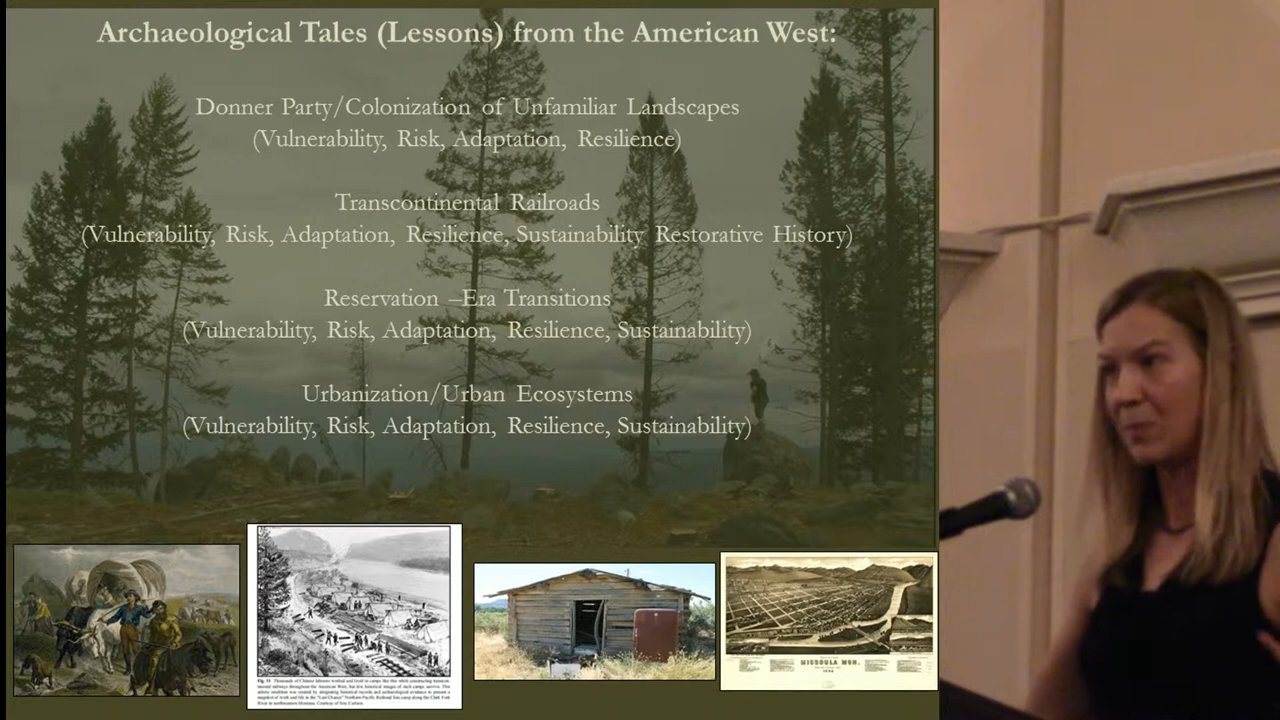 Archaeological Tales (Lessons) from the American West:
Donner Party/Colonization of Unfamiliar Landscapes
(Vulnerability, Risk, Adaptation, Resilience)
Transcontinental Railroads
(Vulnerability, Risk, Adaptation, Resilience, Sustainability Restorative History)
Reservation –Era Transitions
(Vulnerability, Risk, Adaptation, Resilience, Sustainability)
Urbanization/Urban Ecosystems
(Vulnerability, Risk, Adaptation, Resilience, Sustainability)
MISSOULA MON.